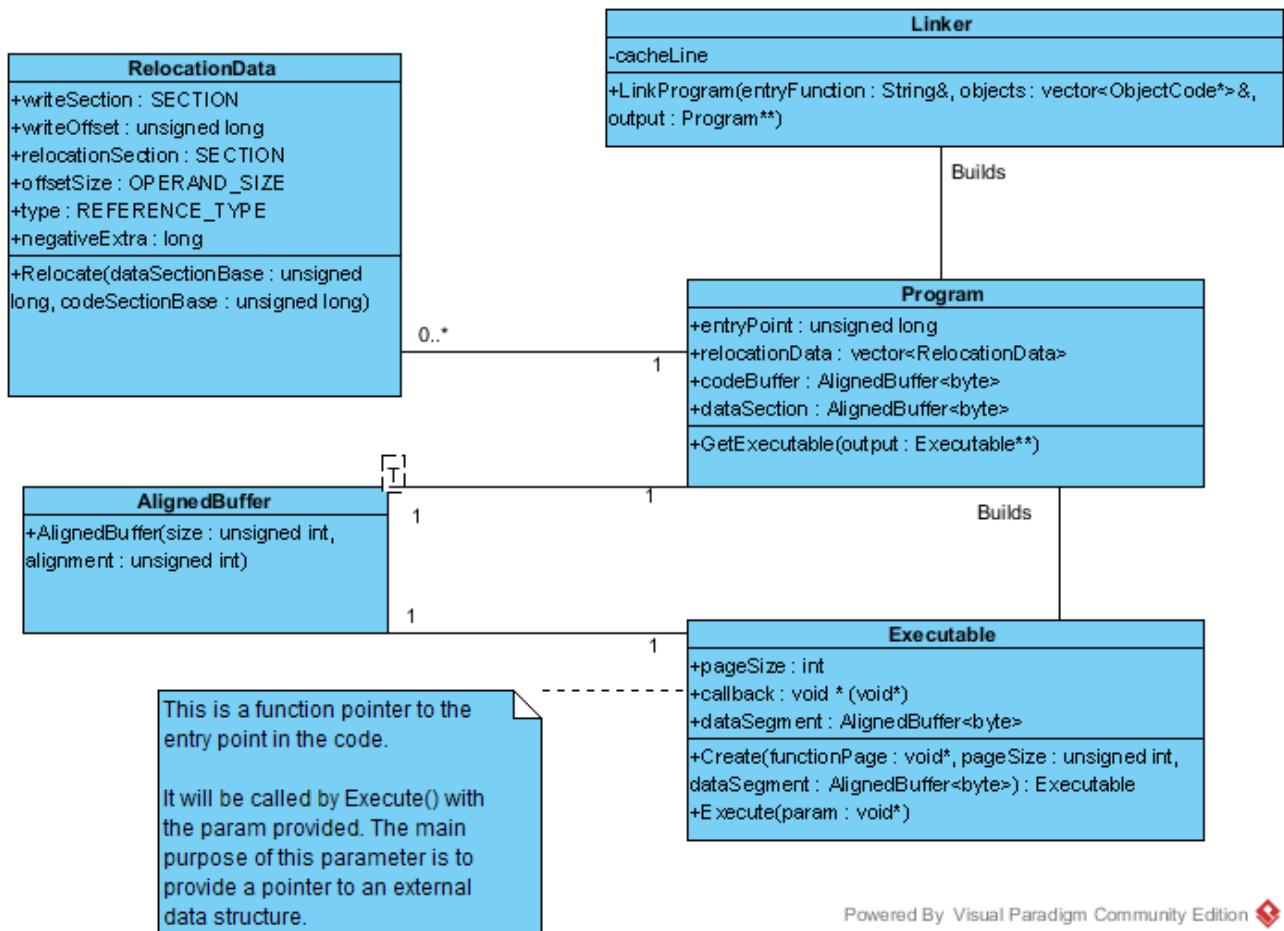 Linker
-cacheLine
+LinkProgram(entryFunction : String&, objects : vector<ObjectCode*>&,
output : Program**)
RelocationData
+writeSection : SECTION
+writeOffset : unsigned long
+relocationSection : SECTION
+offsetSize : OPERAND_SIZE
+type : REFERENCE_TYPE
+negativeExtra : long
+Relocate(dataSectionBase : unsigned
long, codeSectionBase : unsigned long)
Builds
Program
+entryPoint : unsigned long
+relocationData : vector<RelocationData>
+codeBuffer : AlignedBuffer<byte>
+dataSection : AlignedBuffer<byte>
+GetExecutable(output : Executable**)
0..*
1
T
AlignedBuffer
+AlignedBuffer(size : unsigned int,
alignment : unsigned int)
1
1
Builds
1
1
Executable
+pageSize : int
+callback : void * (void*)
+dataSegment : AlignedBuffer<byte>
+Create(functionPage : void*, pageSize : unsigned int,
dataSegment : AlignedBuffer<byte>) : Executable
+Execute(param : void*)
This is a function pointer to the
entry point in the code.
It will be called by Execute() with
the param provided. The main
purpose of this parameter is to
provide a pointer to an external
data structure.
Powered By Visual Paradigm Community Edition